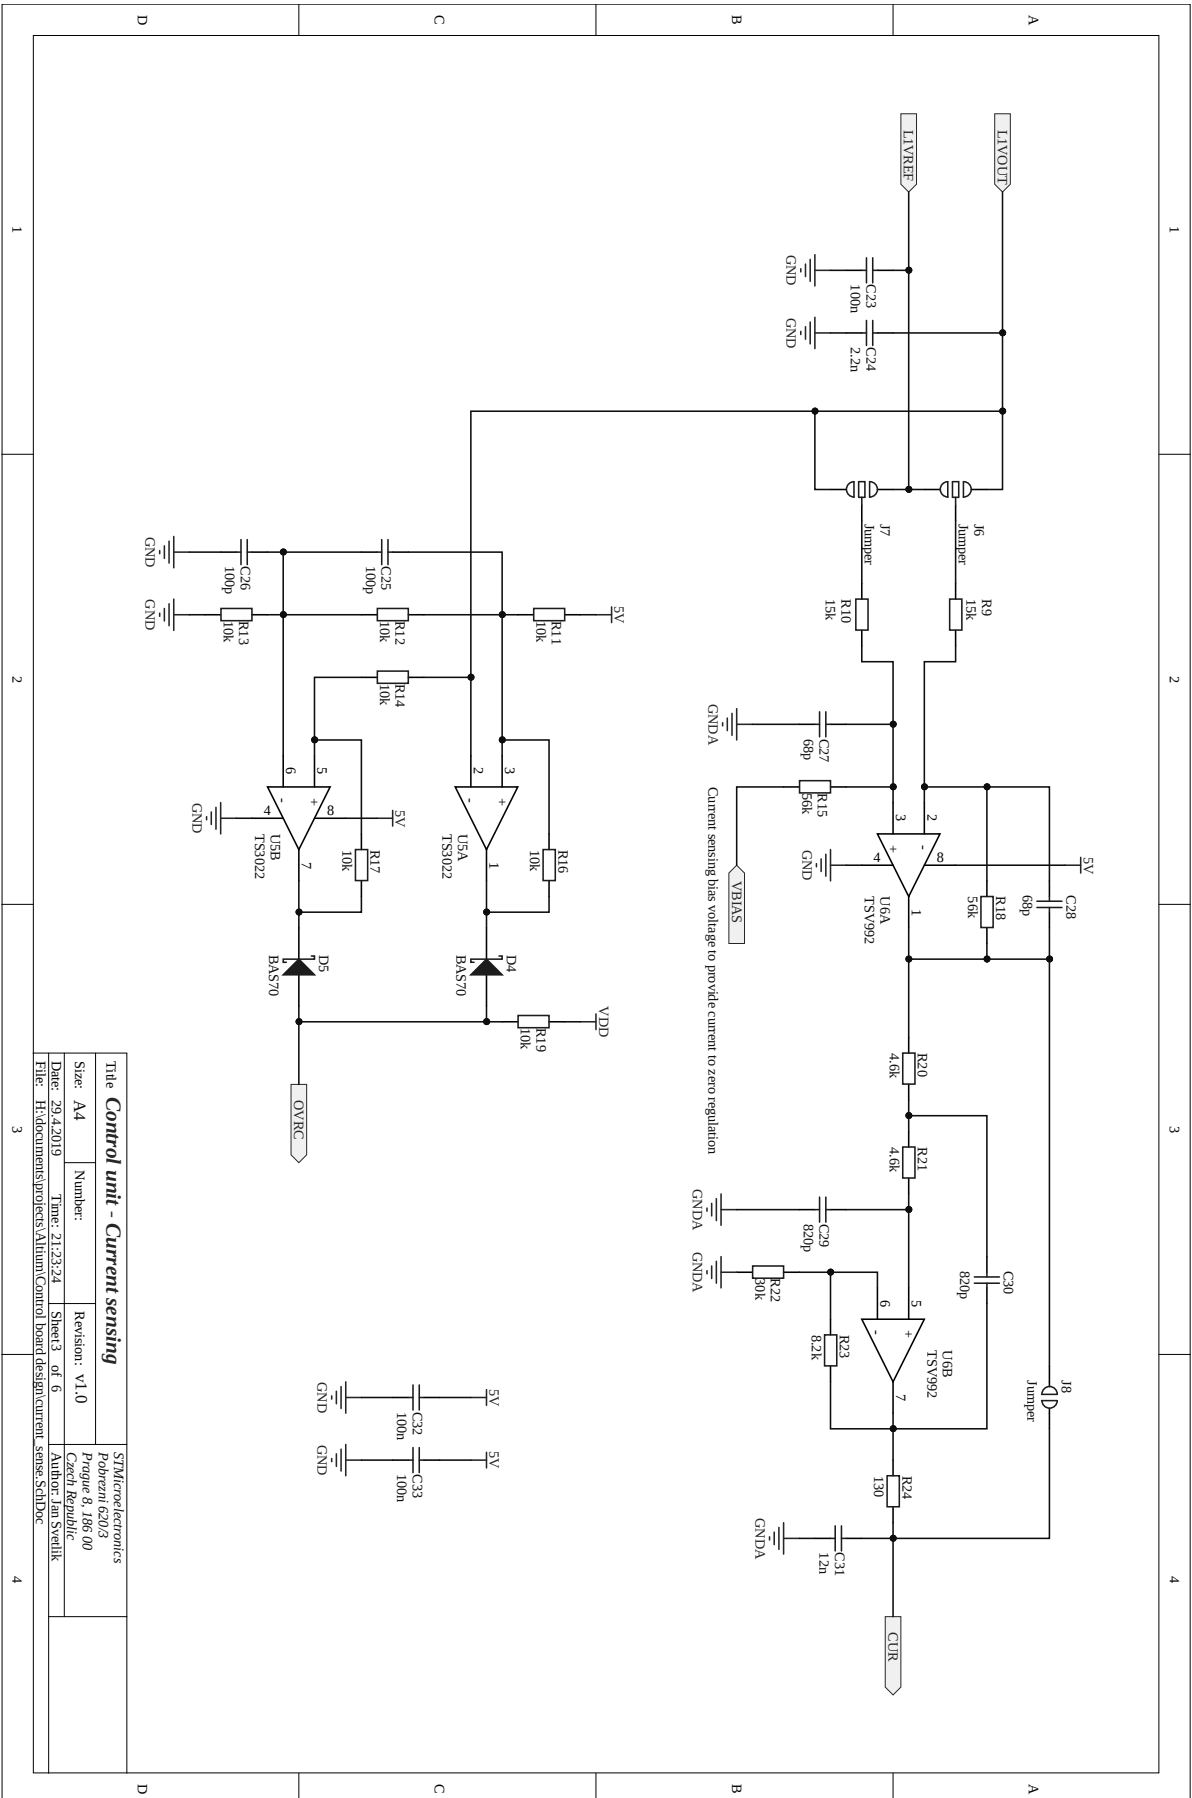 1
2
3
4
A
B
C
D
A
B
C
D
1
2
3
4
L1VOUT
L1VREF
C23
100n
GND
C24
2.2n
GND
J6
Jumper
J7
Jumper
R9
15k
R10
15k
C27
68p
GNDA
R15
56k
VBIAS
Current sensing bias voltage to provide current to zero regulation
C28
68p
R18
56k
5V
2
3
8
4
1
-
+
U6A
TSV992
GND
R20
4.6k
R21
4.6k
C29
820p
GNDA
C30
820p
5
6
7
+
-
U6B
TSV992
R22
30k
GNDA
R23
8.2k
J8
Jumper
R24
130
C31
12n
GNDA
CUR
5V
R11
10k
R12
10k
R13
10k
GND
C25
100p
C26
100p
GND
R14
10k
R16
10k
3
2
1
+
-
U5A
TS3022
R17
10k
5V
5
6
8
4
7
+
-
U5B
TS3022
GND
D4
BAS70
D5
BAS70
VDD
R19
10k
OVRC
5V
C32
100n
GND
5V
C33
100n
GND
Title Control unit - Current sensing
Size: A4 Number: Revision: v1.0
Date: 29.4.2019 Time: 21:23:24 Sheet3 of 6
File: H:\documents\projects\Altium\Control board design\current_sense.SchDoc
STMicroelectronics
Pobrezni 620/3
Prague 8, 186 00
Czech Republic
Author: Jan Svetlik